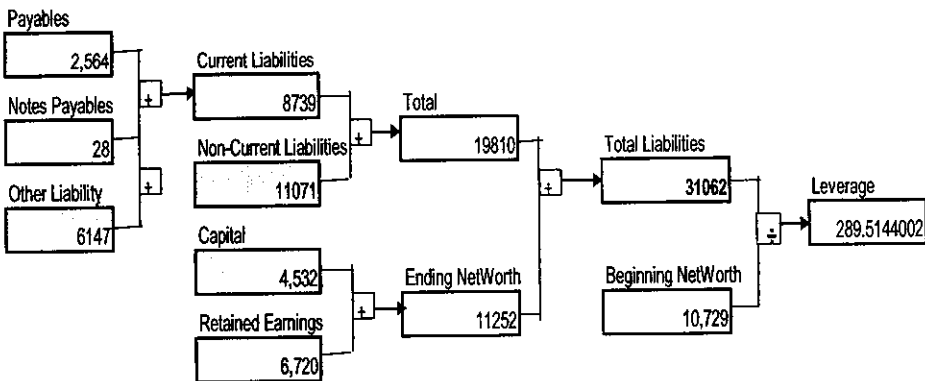 Payables
2,564
Notes Payables
28
Other Liability
6147
Current Liabilities
8739
Non-Current Liabilities
11071
Capital
4,532
Retained Earnings
6,720
Total
19810
Ending NetWorth
11252
Total Liabilities
31062
Beginning NetWorth
10,729
Leverage
289.5144002